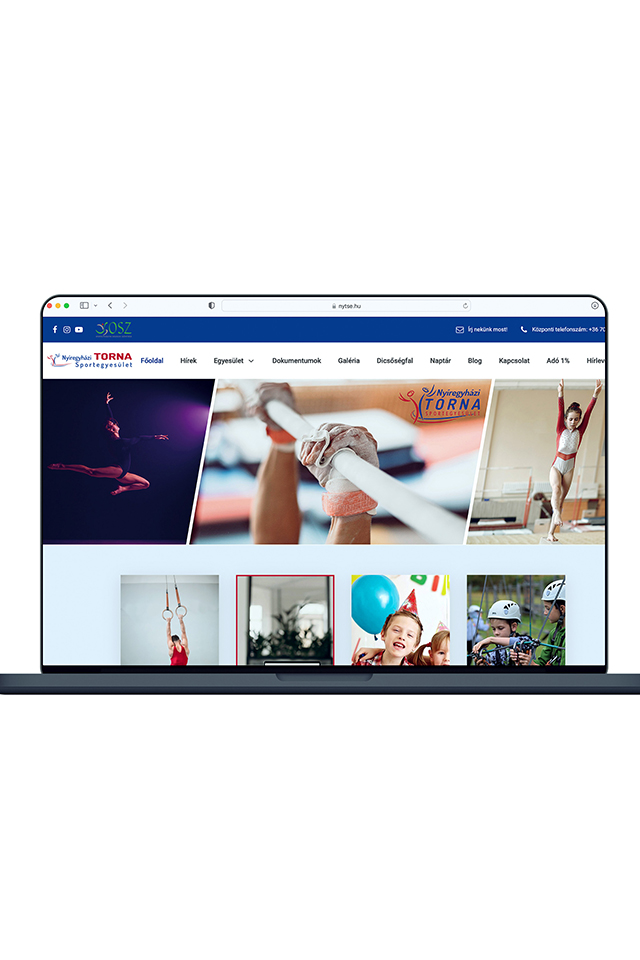 nytse.hu
OSZ
Írj nekünk most!
Központi telefonszám: +36 70
Nyíregyházi TORNA
Sportegyesület
Főoldal Hírek Egyesület Dokumentumok Galéria Dicsőségfal Naptár Blog Kapcsolat Adó 1% Hírlev
Nyíregyházi
TORNA
SPORTEGYESÜLET